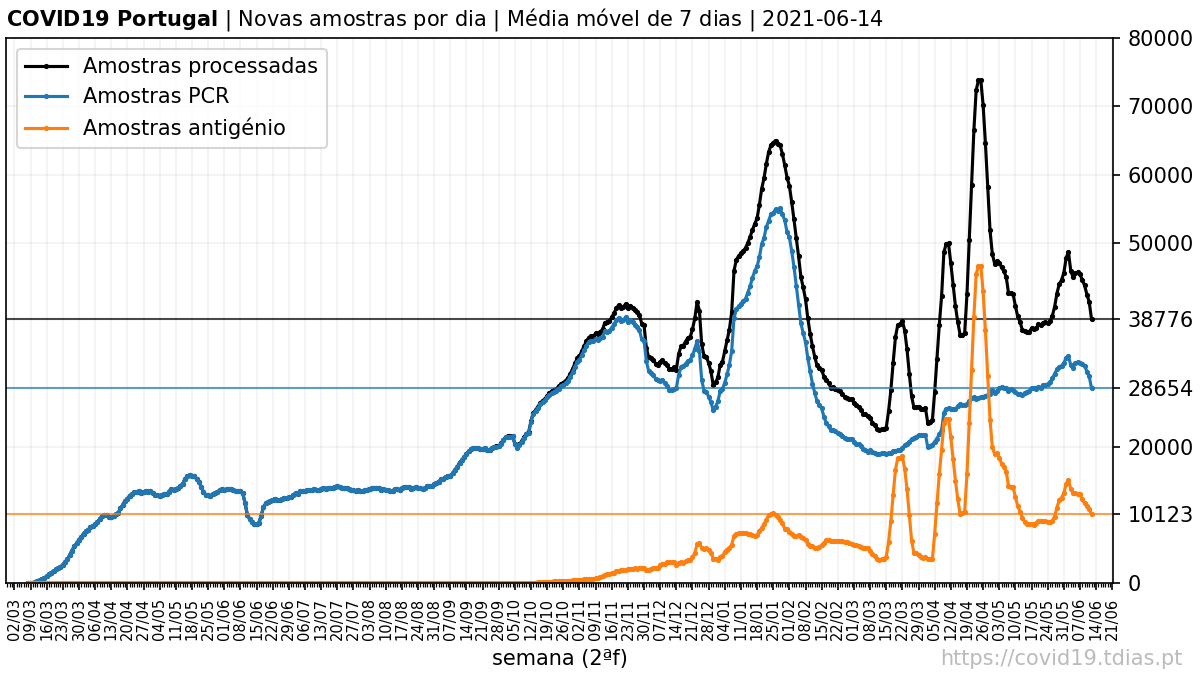 COVID19 Portugal | Novas amostras por dia | Média móvel de 7 dias | 2021-06-14
Amostras processadas
Amostras PCR
Amostras antigénio
80000
70000
60000
50000
38776
28654
20000
10123
0
02/03 09/03 16/03 23/03 30/03 06/04 13/04 20/04 27/04 04/05 11/05 18/05 25/05 01/06 08/06 15/06 22/06 29/06 06/07 13/07 20/07 27/07 03/08 10/08 17/08 24/08 31/08 07/09 14/09 21/09 28/09 05/10 12/10 19/10 26/10 02/11 09/11 16/11 23/11 30/11 07/12 14/12 21/12 28/12 04/01 11/01 18/01 25/01 01/02 08/02 15/02 22/02 01/03 08/03 15/03 22/03 29/03 05/04 12/04 19/04 26/04 03/05 10/05 17/05 24/05 31/05 07/06 14/06 21/06
semana (2ªf)
https://covid19.tdias.pt